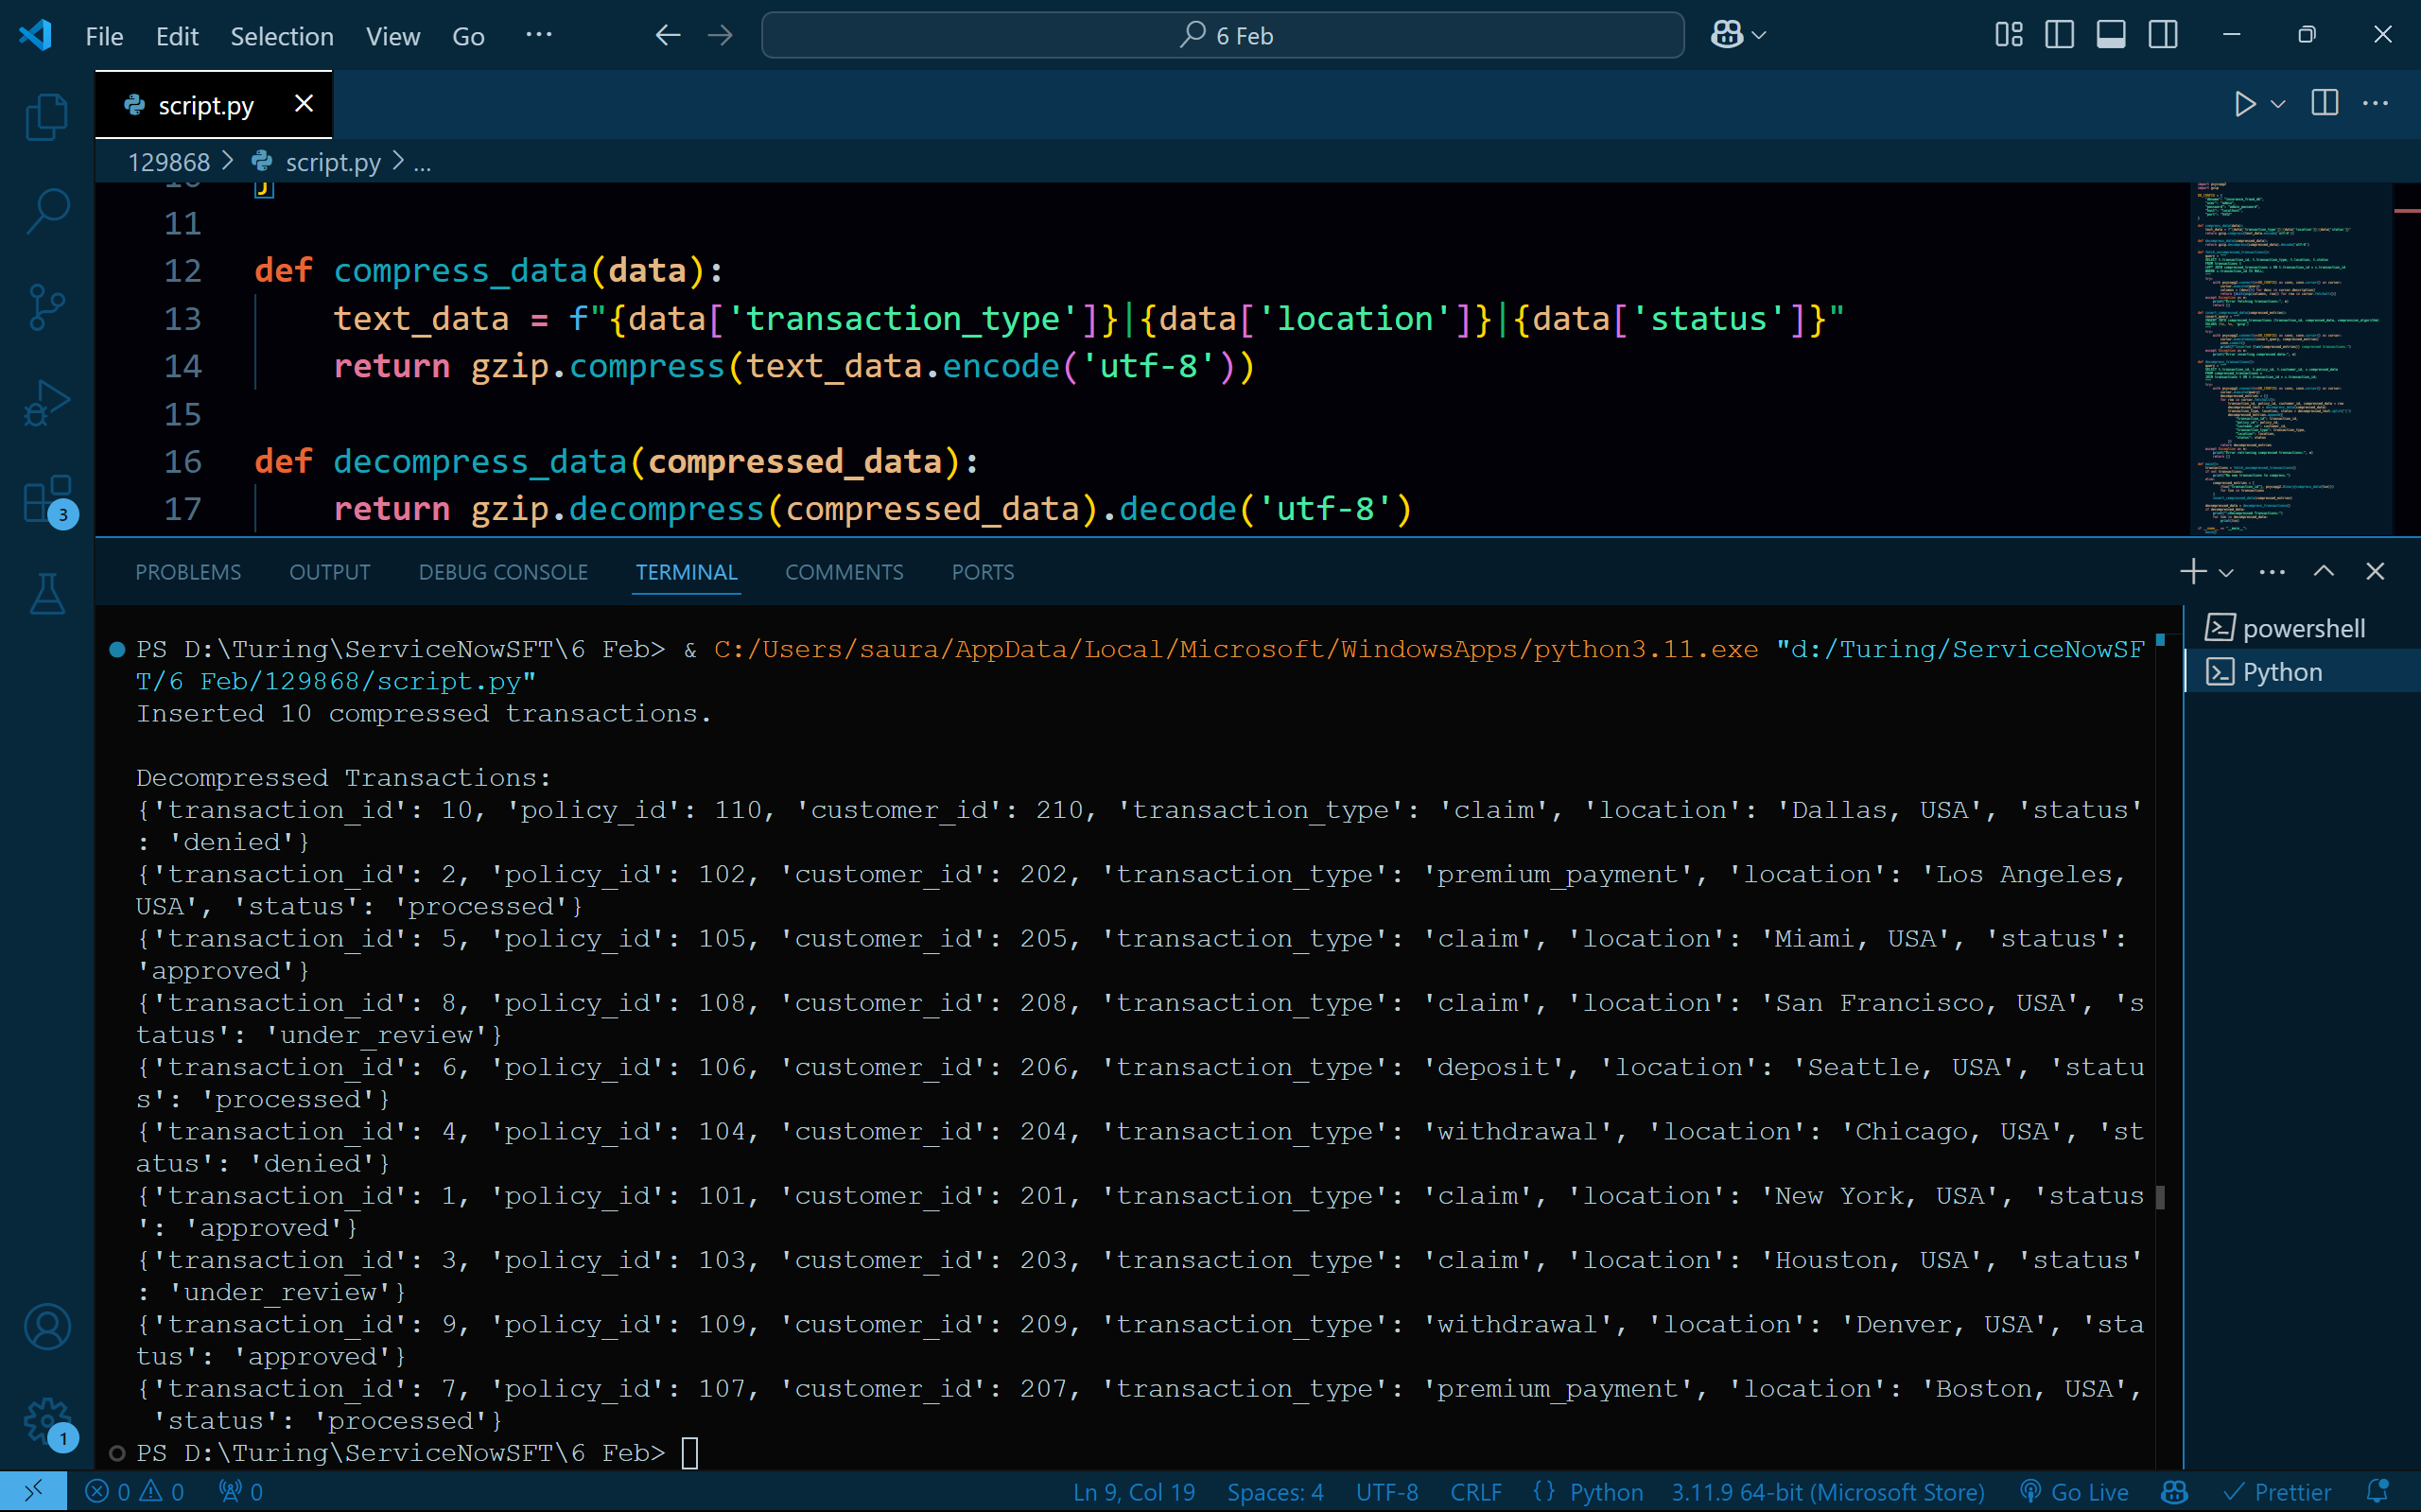 File Edit Selection View Go ... 6 Feb
script.py
129868 > script.py > ...
11
12 def compress_data(data):
13 text_data = f"{data['transaction_type']}|{data['location']}|{data['status']}"
14 return gzip.compress(text_data.encode('utf-8'))
15
16 def decompress_data(compressed_data):
17 return gzip.decompress(compressed_data).decode('utf-8')
3
PROBLEMS OUTPUT DEBUG CONSOLE TERMINAL COMMENTS PORTS
powershell
Python
PS D:\Turing\ServiceNowSFT\6 Feb> & C:/Users/saura/AppData/Local/Microsoft/WindowsApps/python3.11.exe "d:/Turing/ServiceNowSF
T/6 Feb/129868/script.py"
Inserted 10 compressed transactions.
Decompressed Transactions:
{'transaction_id': 10, 'policy_id': 110, 'customer_id': 210, 'transaction_type': 'claim', 'location': 'Dallas, USA', 'status'
: 'denied'}
{'transaction_id': 2, 'policy_id': 102, 'customer_id': 202, 'transaction_type': 'premium_payment', 'location': 'Los Angeles,
USA', 'status': 'processed'}
{'transaction_id': 5, 'policy_id': 105, 'customer_id': 205, 'transaction_type': 'claim', 'location': 'Miami, USA', 'status':
'approved'}
{'transaction_id': 8, 'policy_id': 108, 'customer_id': 208, 'transaction_type': 'claim', 'location': 'San Francisco, USA', 's
tatus': 'under_review'}
{'transaction_id': 6, 'policy_id': 106, 'customer_id': 206, 'transaction_type': 'deposit', 'location': 'Seattle, USA', 'statu
s': 'processed'}
{'transaction_id': 4, 'policy_id': 104, 'customer_id': 204, 'transaction_type': 'withdrawal', 'location': 'Chicago, USA', 'st
atus': 'denied'}
{'transaction_id': 1, 'policy_id': 101, 'customer_id': 201, 'transaction_type': 'claim', 'location': 'New York, USA', 'status
': 'approved'}
{'transaction_id': 3, 'policy_id': 103, 'customer_id': 203, 'transaction_type': 'claim', 'location': 'Houston, USA', 'status'
: 'under_review'}
{'transaction_id': 9, 'policy_id': 109, 'customer_id': 209, 'transaction_type': 'withdrawal', 'location': 'Denver, USA', 'sta
tus': 'approved'}
{'transaction_id': 7, 'policy_id': 107, 'customer_id': 207, 'transaction_type': 'premium_payment', 'location': 'Boston, USA',
'status': 'processed'}
PS D:\Turing\ServiceNowSFT\6 Feb>
1
0 0 0 Ln 9, Col 19 Spaces: 4 UTF-8 CRLF {} Python 3.11.9 64-bit (Microsoft Store) Go Live Prettier